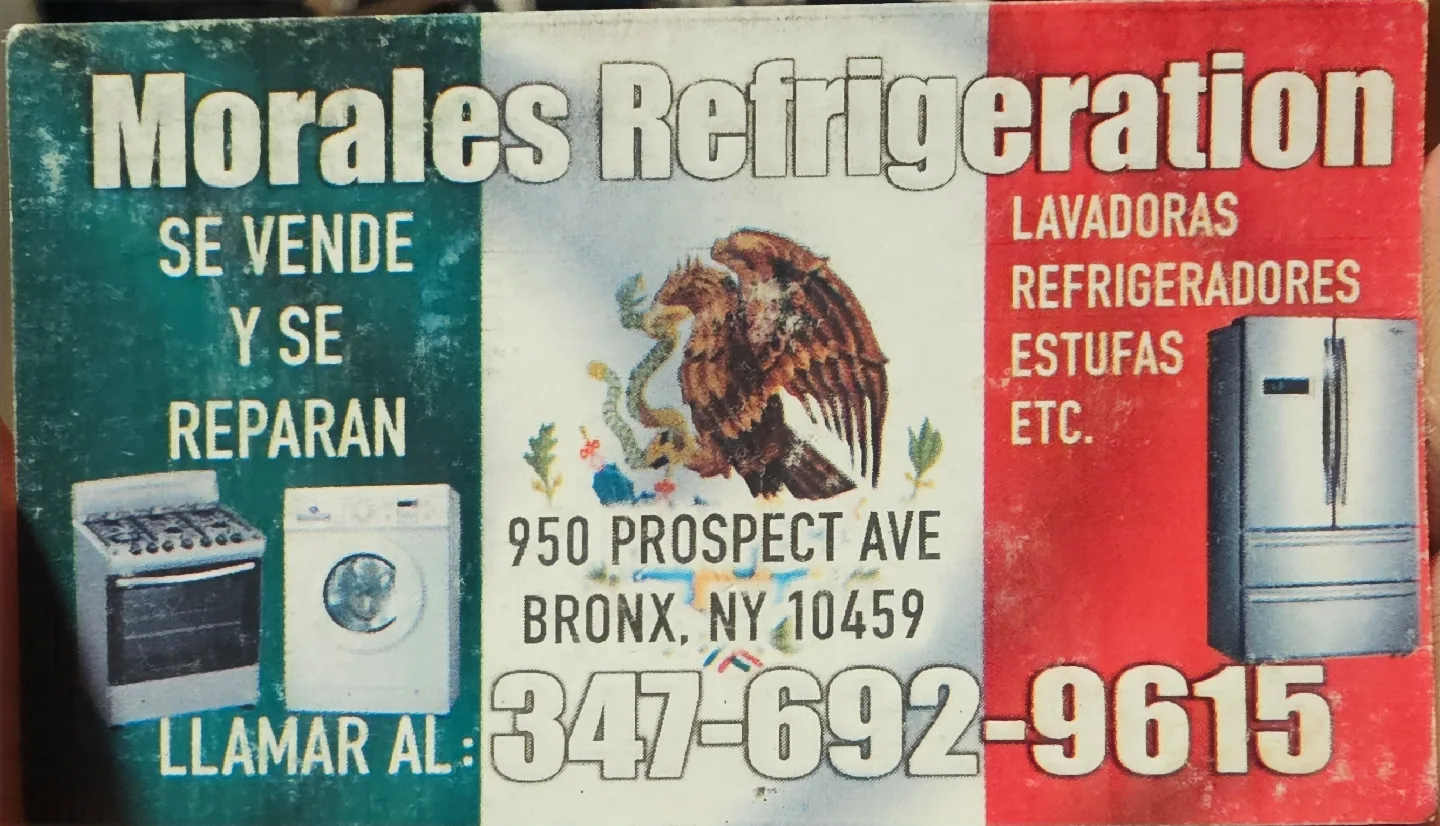 Morales Refrigeration
SE VENDE
Y SE
REPARAN
LAVADORAS
REFRIGERADORES
ESTUFAS
ETC.
950 PROSPECT AVE
BRONX, NY 10459
LLAMAR AL: 347-692-9615